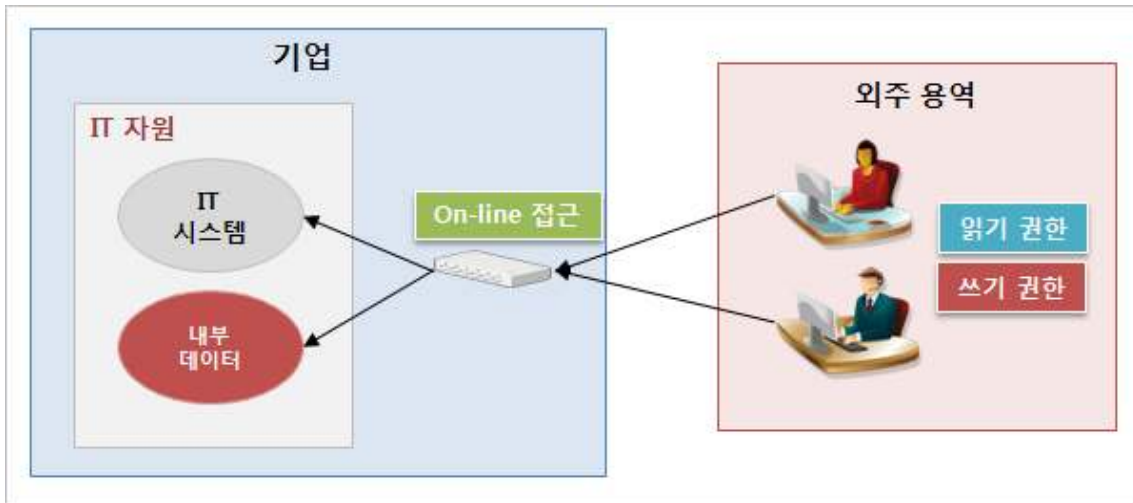 기업
IT 자원
IT
시스템
내부
데이터
On-line 접근
외주 용역
읽기 권한
쓰기 권한